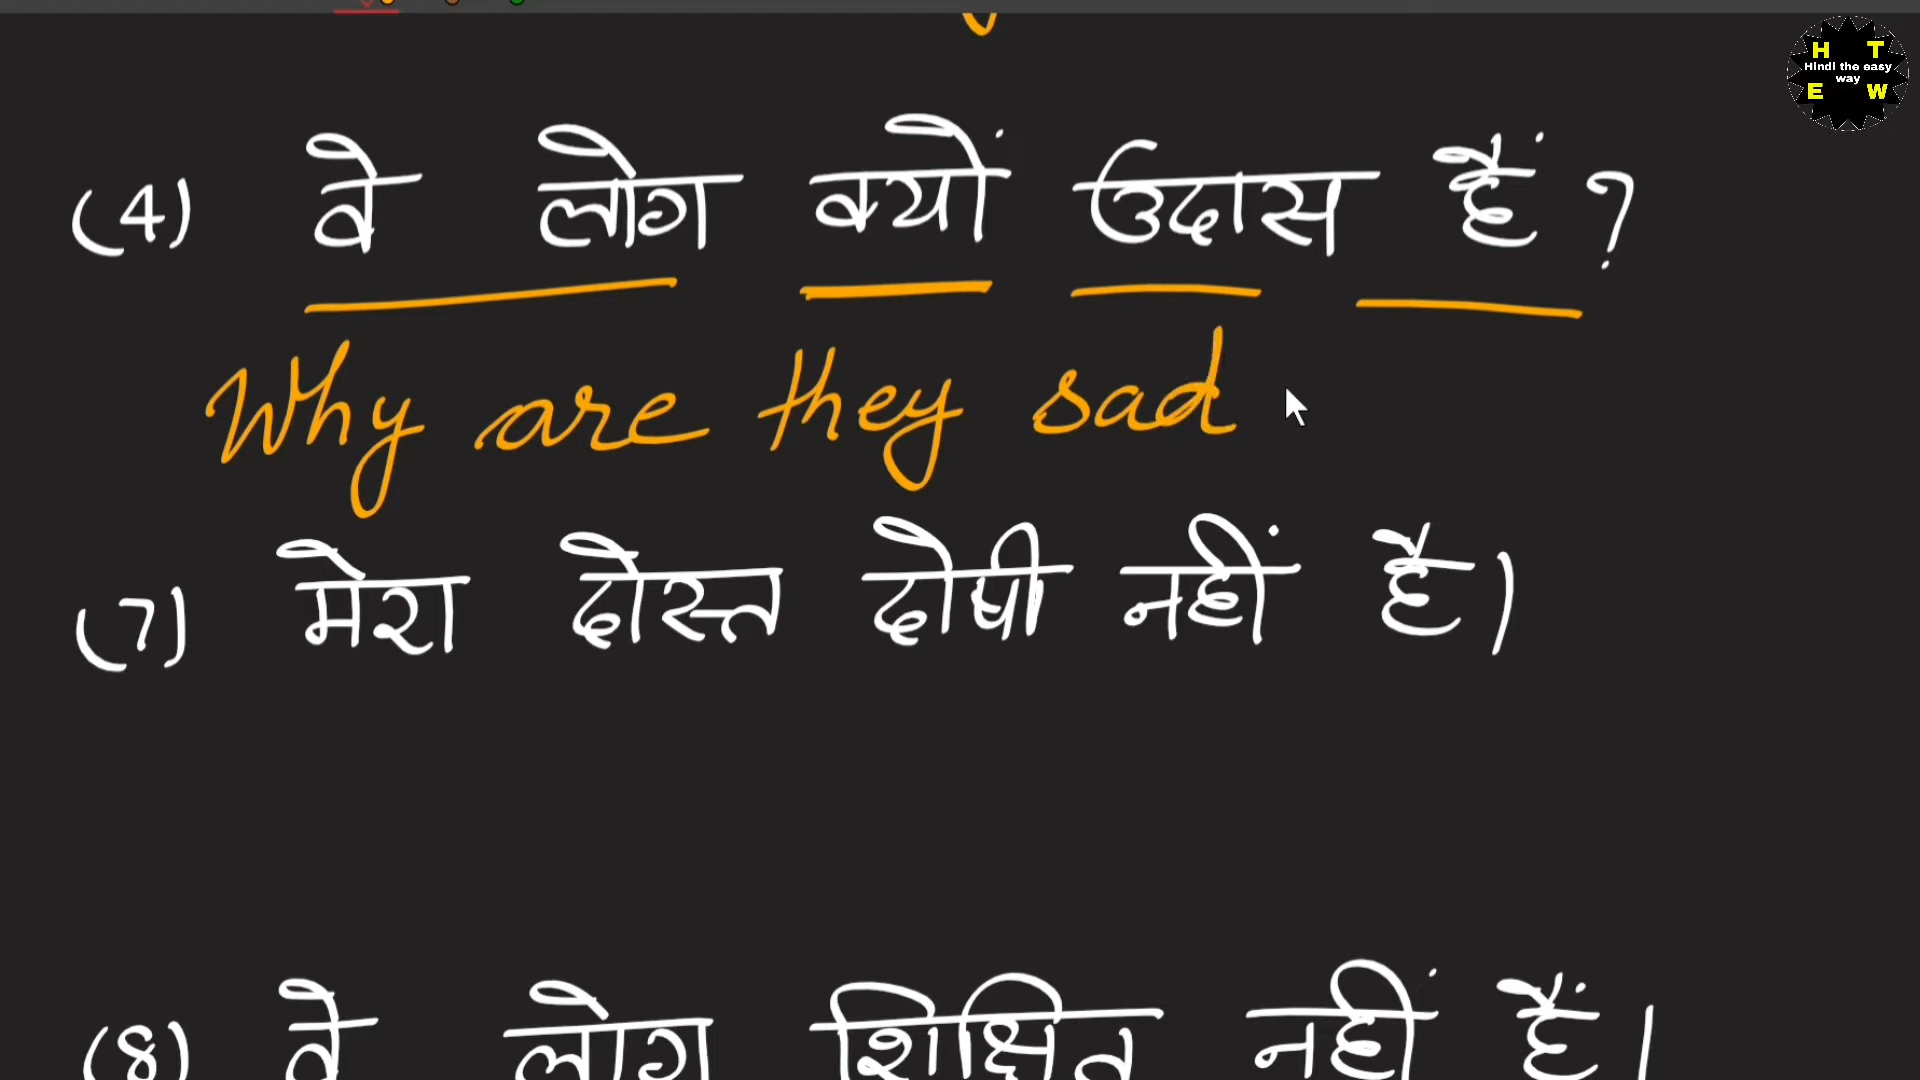 H T
Hindi the easy
way
E W
(4) वे लोग क्यों उदास हैं ?
Why are they sad
(7) मेरा दोस्त दोषी नहीं है।
(8) वे लोग शिक्षित नहीं हैं।